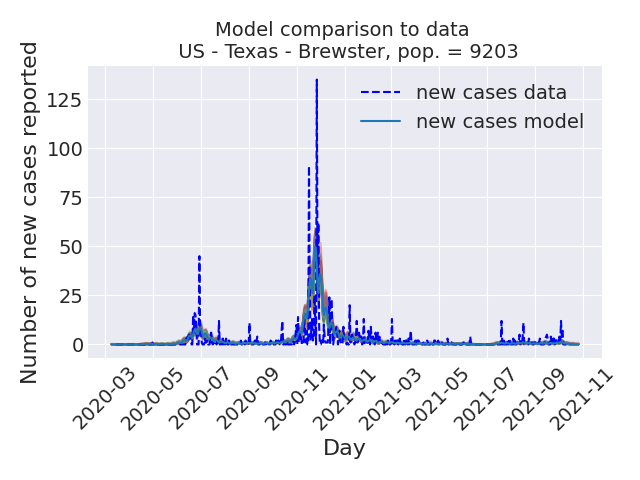 Model comparison to data
US - Texas - Brewster, pop. = 9203
Number of new cases reported
125
100
75
50
25
0
new cases data
new cases model
2020-03
2020-05
2020-07
2020-09
2020-11
2021-01
2021-03
2021-05
2021-07
2021-09
2021-11
Day